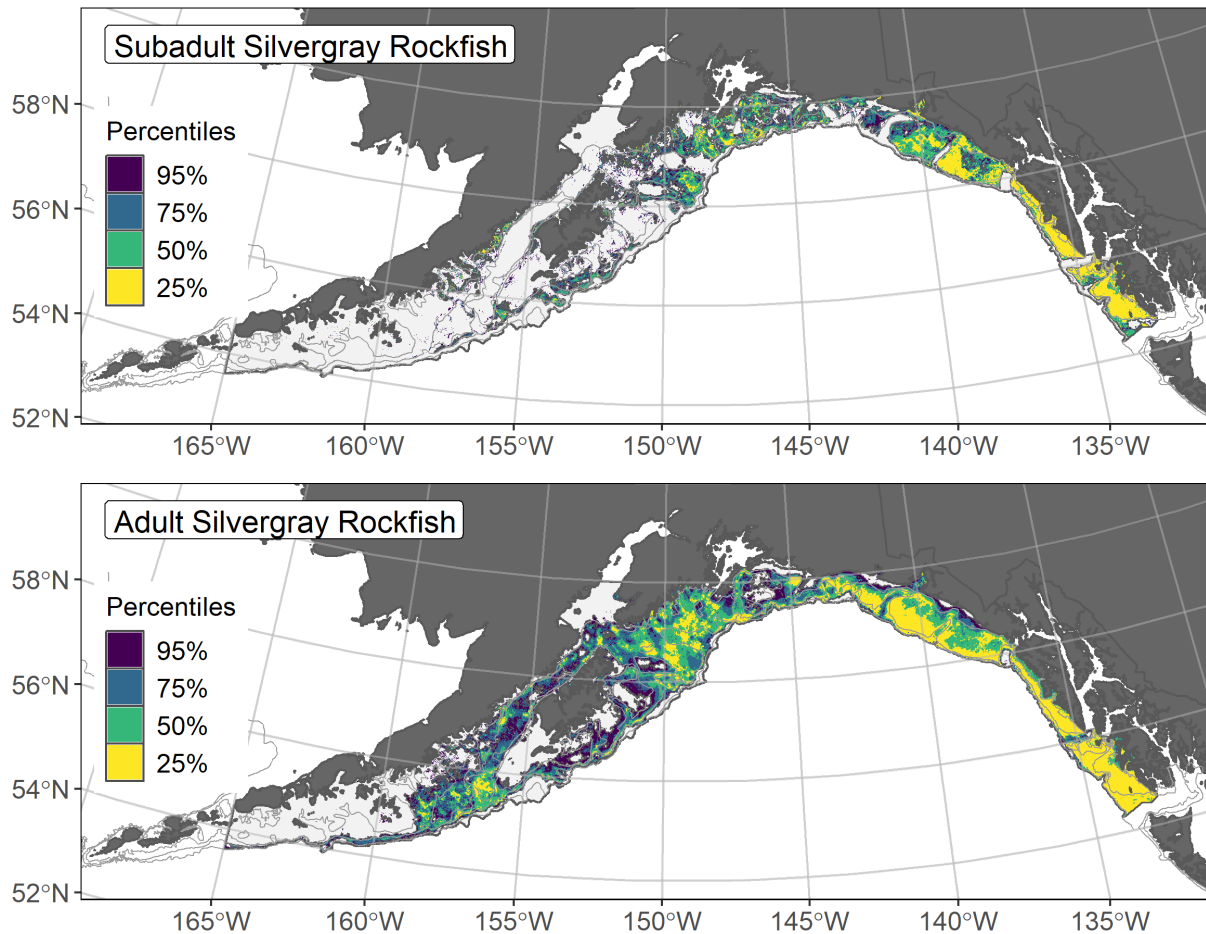 Subadult Silvergray Rockfish
58°N
56°N
54°N
52°N
Percentiles
95%
75%
50%
25%
165°W
160°W
155°W
150°W
145°W
140°W
135°W
Adult Silvergray Rockfish
58°N
56°N
54°N
52°N
Percentiles
95%
75%
50%
25%
165°W
160°W
155°W
150°W
145°W
140°W
135°W